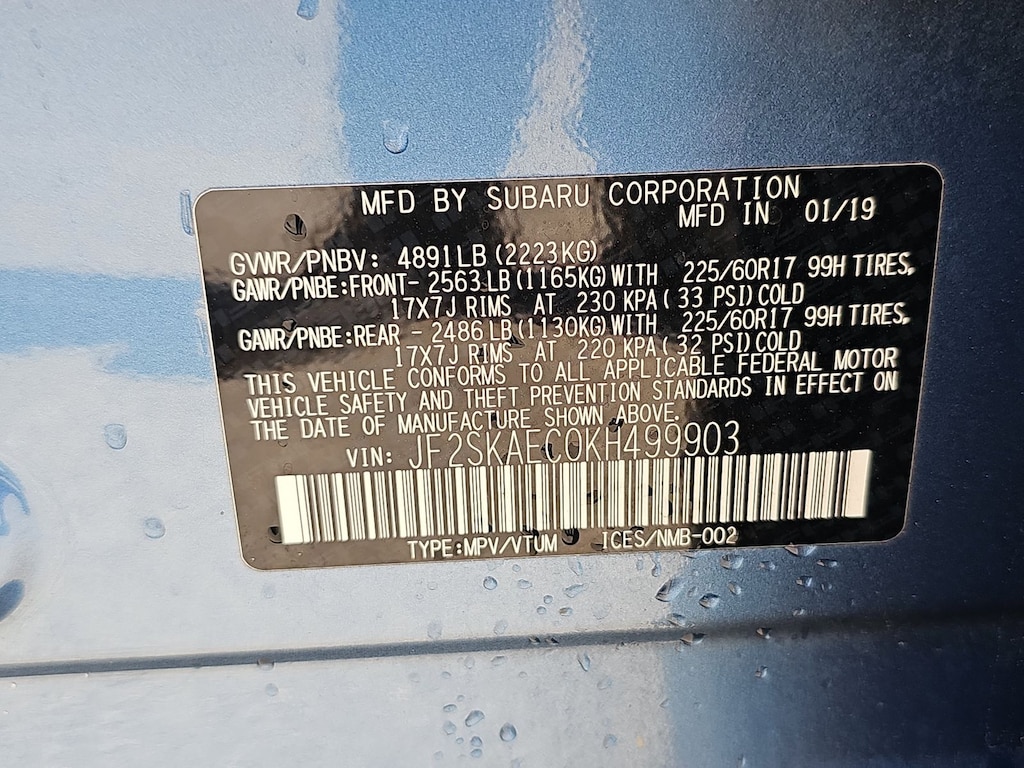 MFD BY SUBARU CORPORATION
MFD IN 01/19
GVWR/PNBV: 4891LB(2223KG)
GAWR/PNBE:FRONT- 2563LB(1165KG)WITH 225/60R17 99H TIRES,
17X7J RIMS AT 230 KPA(33 PSI)COLD
GAWR/PNBE:REAR - 2486LB(1130KG)WITH 225/60R17 99H TIRES,
17X7J RIMS AT 220 KPA(32 PSI)COLD
THIS VEHICLE CONFORMS TO ALL APPLICABLE FEDERAL MOTOR
VEHICLE SAFETY AND THEFT PREVENTION STANDARDS IN EFFECT ON
THE DATE OF MANUFACTURE SHOWN ABOVE.
VIN: JF2SKAEC0KH499903
TYPE:MPV/VTUM ICES/NMB-002